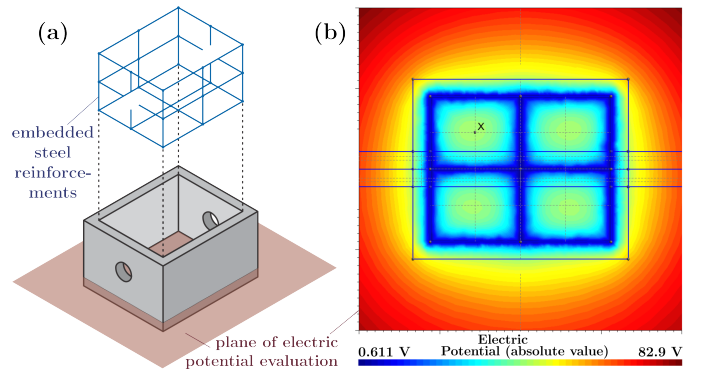 (a)
embedded
steel
reinforce-
ments
plane of electric
potential evaluation
(b)
X
Electric
0.611 V Potential (absolute value) 82.9 V